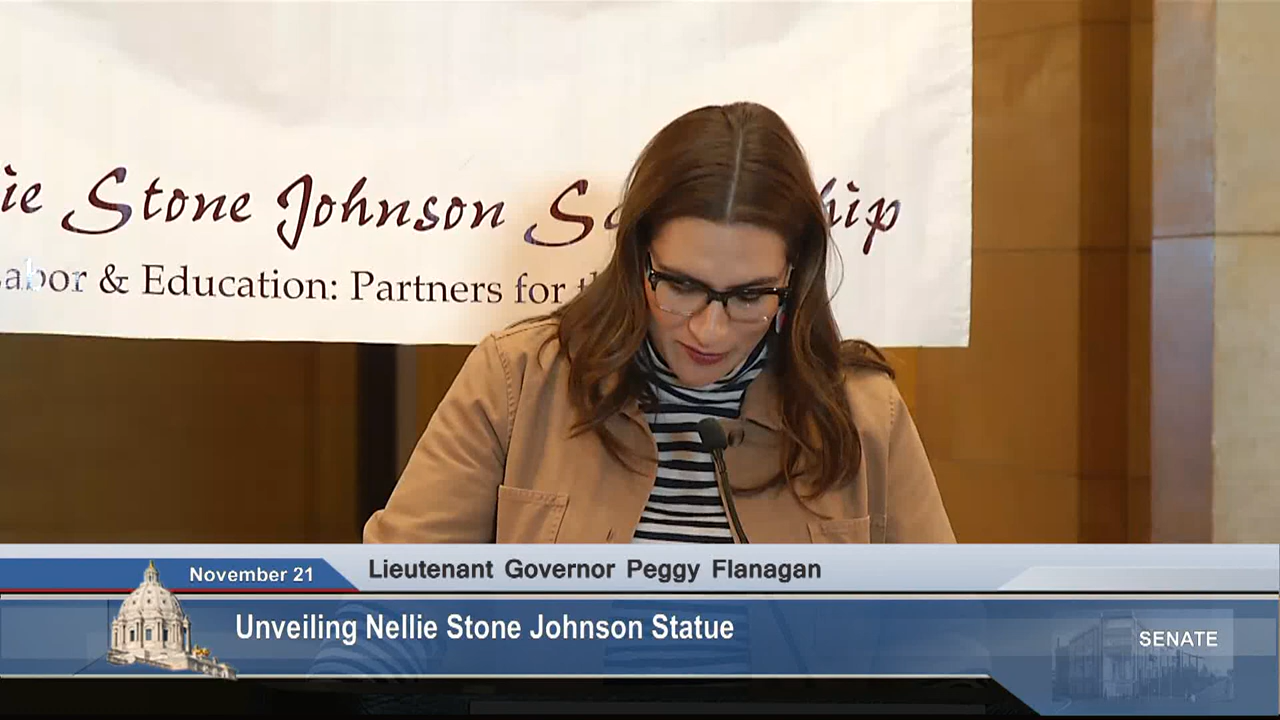 ie Stone Johnson S hip
abor & Education: Partners for t
November 21
Lieutenant Governor Peggy Flanagan
Unveiling Nellie Stone Johnson Statue
SENATE